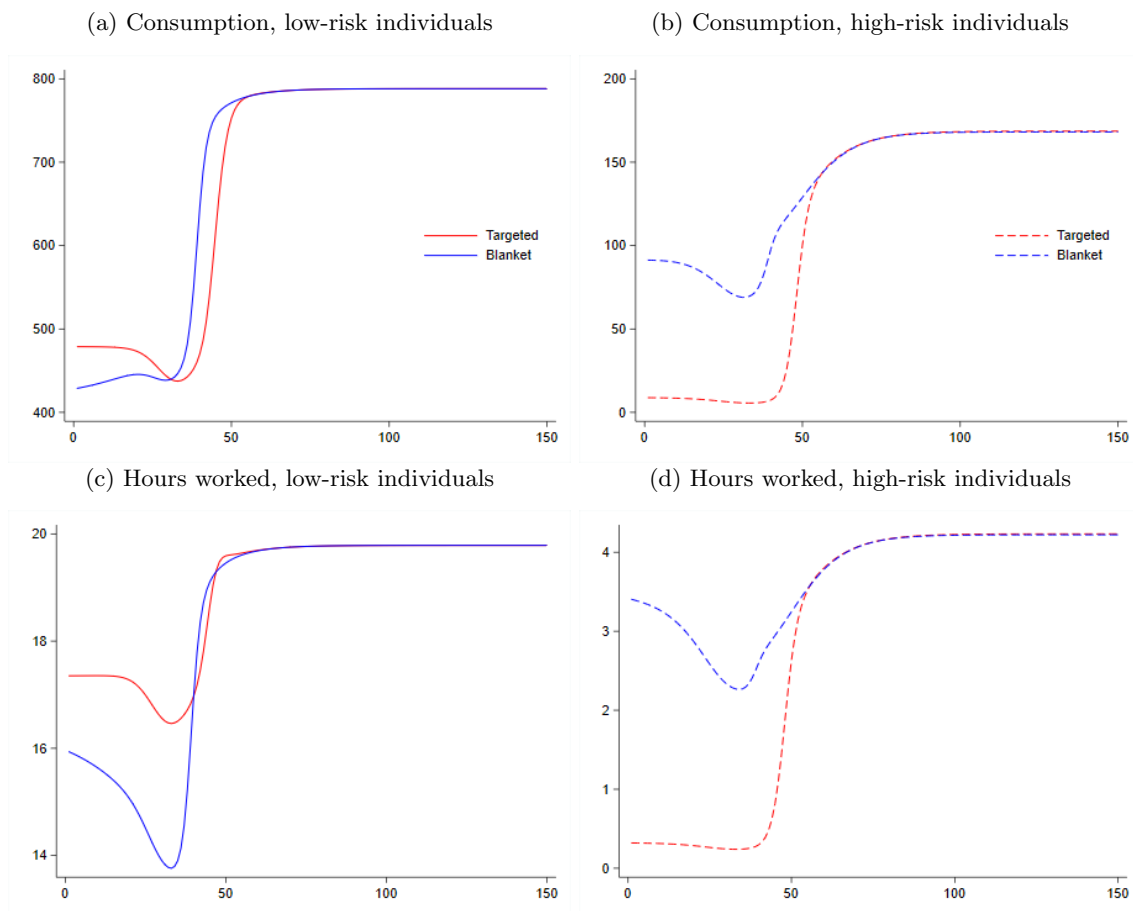 (a) Consumption, low-risk individuals
800
700
600
500
400
0 50 100 150
Targeted
Blanket
(b) Consumption, high-risk individuals
200
150
100
50
0
0 50 100 150
Targeted
Blanket
(c) Hours worked, low-risk individuals
20
18
16
14
0 50 100 150
(d) Hours worked, high-risk individuals
4
3
2
1
0
0 50 100 150